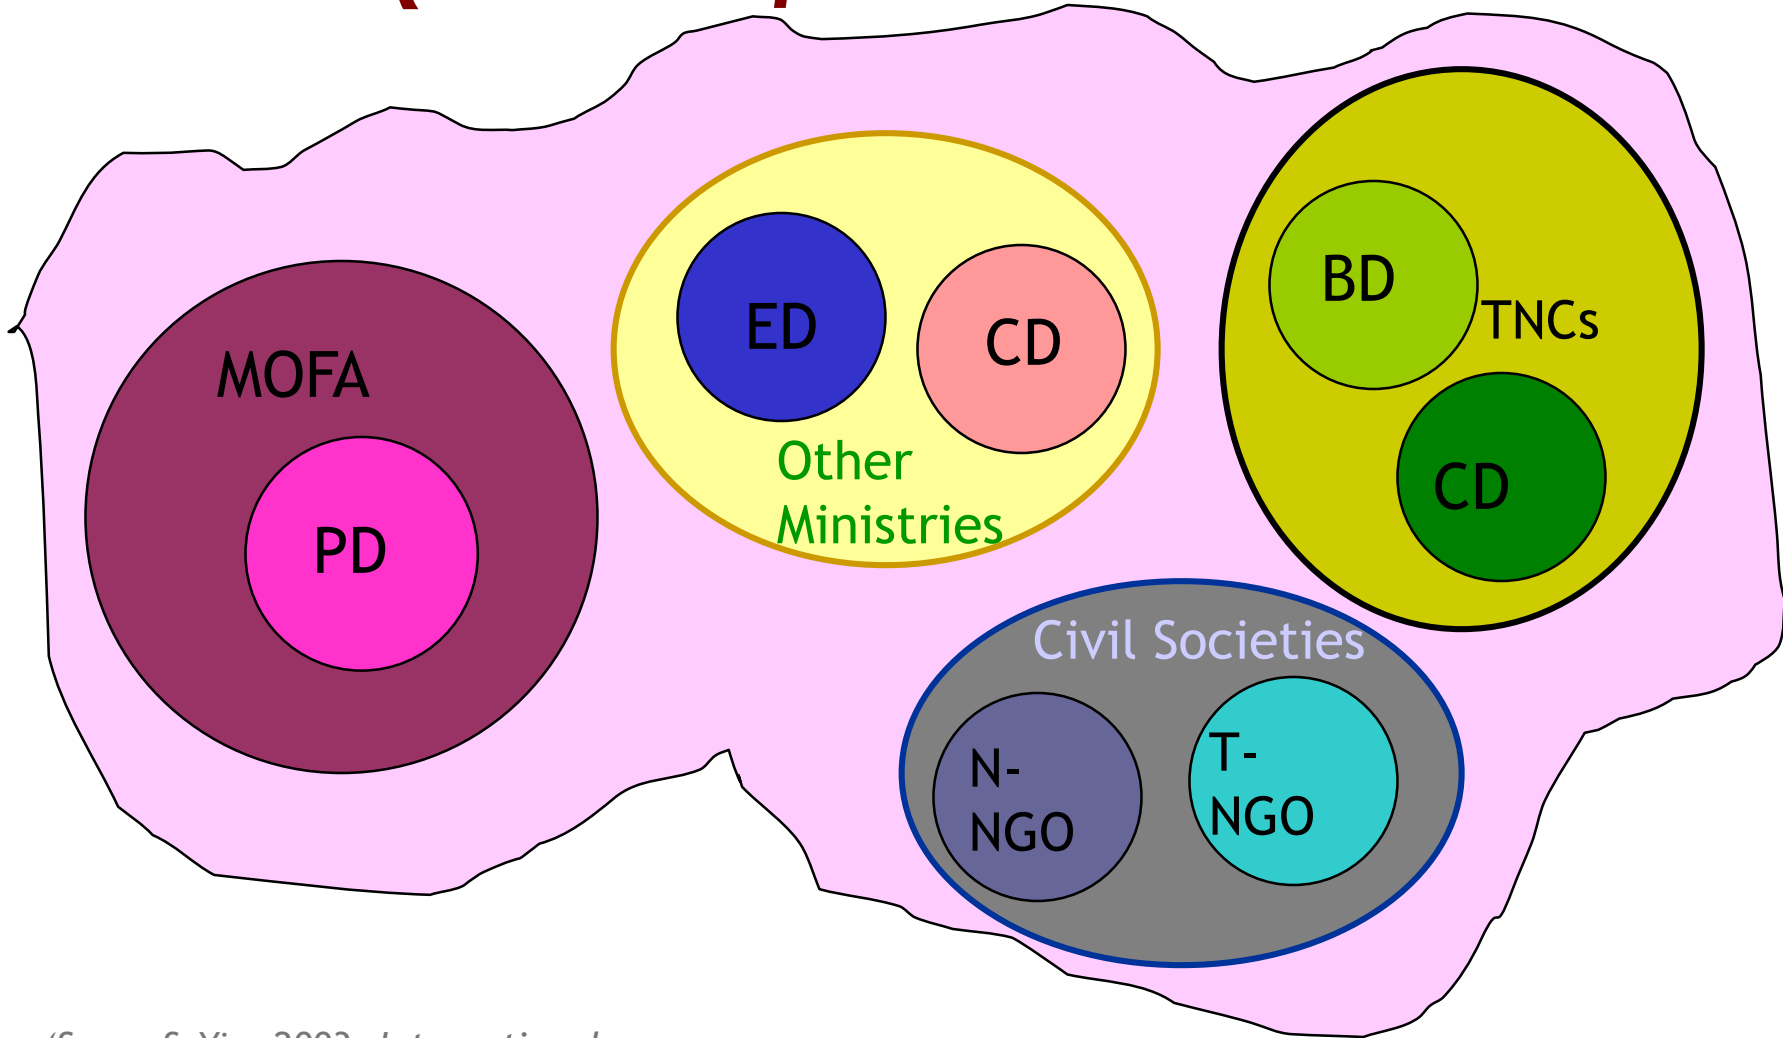 MOFA
PD
ED
CD
Other
Ministries
BD
TNCs
CD
Civil Societies
N-
NGO
T-
NGO